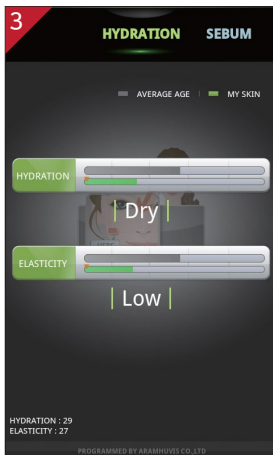 3
HYDRATION SEBUM
AVERAGE AGE | MY SKIN
HYDRATION
| Dry |
ELASTICITY
| Low |
HYDRATION : 29
ELASTICITY : 27
PROGRAMMED BY ARAMHUVIS CO.,LTD